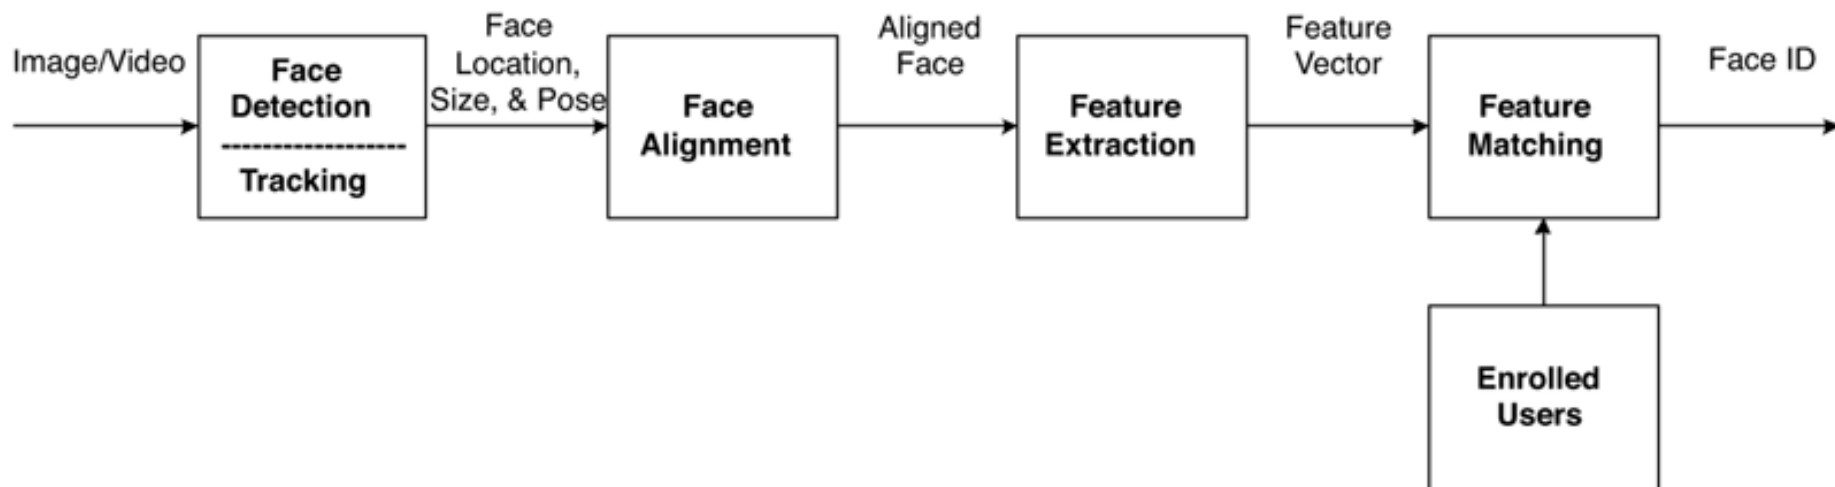 Image/Video
Face
Detection
-------------------
Tracking
Face
Location,
Size, & Pose
Face
Alignment
Aligned
Face
Feature
Extraction
Feature
Vector
Feature
Matching
Face ID
Enrolled
Users